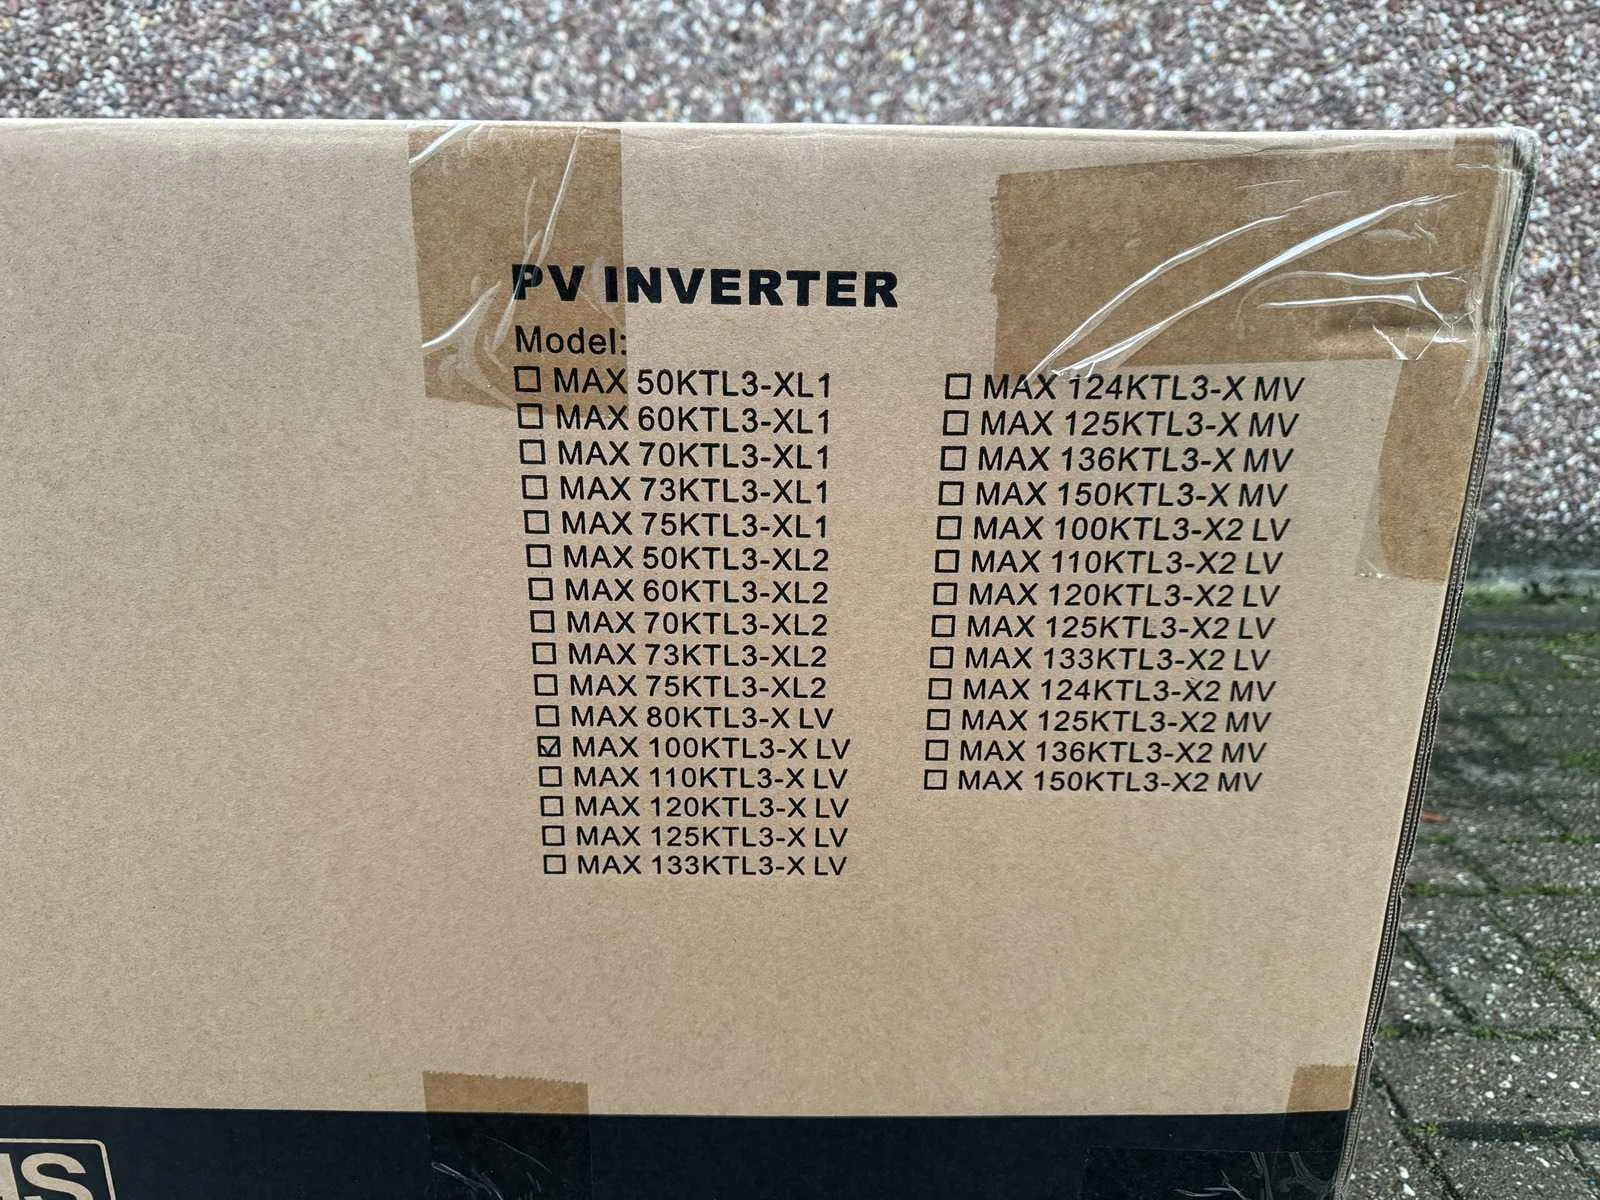 PV INVERTER
Model:
☐ MAX 50KTL3-XL1
☐ MAX 60KTL3-XL1
☐ MAX 70KTL3-XL1
☐ MAX 73KTL3-XL1
☐ MAX 75KTL3-XL1
☐ MAX 50KTL3-XL2
☐ MAX 60KTL3-XL2
☐ MAX 70KTL3-XL2
☐ MAX 73KTL3-XL2
☐ MAX 75KTL3-XL2
☐ MAX 80KTL3-X LV
☑ MAX 100KTL3-X LV
☐ MAX 110KTL3-X LV
☐ MAX 120KTL3-X LV
☐ MAX 125KTL3-X LV
☐ MAX 133KTL3-X LV
☐ MAX 124KTL3-X MV
☐ MAX 125KTL3-X MV
☐ MAX 136KTL3-X MV
☐ MAX 150KTL3-X MV
☐ MAX 100KTL3-X2 LV
☐ MAX 110KTL3-X2 LV
☐ MAX 120KTL3-X2 LV
☐ MAX 125KTL3-X2 LV
☐ MAX 133KTL3-X2 LV
☐ MAX 124KTL3-X2 MV
☐ MAX 125KTL3-X2 MV
☐ MAX 136KTL3-X2 MV
☐ MAX 150KTL3-X2 MV